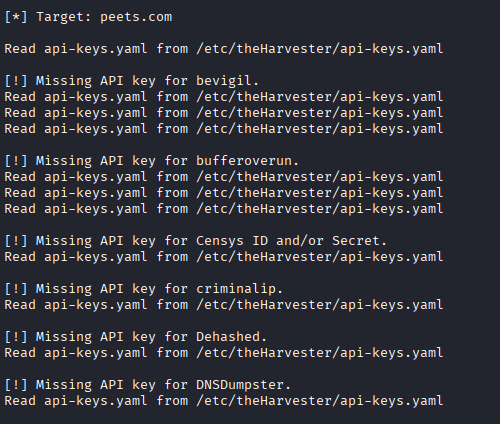 [*] Target: peets.com
Read api-keys.yaml from /etc/theHarvester/api-keys.yaml
[!] Missing API key for bevigil.
Read api-keys.yaml from /etc/theHarvester/api-keys.yaml
Read api-keys.yaml from /etc/theHarvester/api-keys.yaml
Read api-keys.yaml from /etc/theHarvester/api-keys.yaml
[!] Missing API key for bufferoverun.
Read api-keys.yaml from /etc/theHarvester/api-keys.yaml
Read api-keys.yaml from /etc/theHarvester/api-keys.yaml
Read api-keys.yaml from /etc/theHarvester/api-keys.yaml
[!] Missing API key for Censys ID and/or Secret.
Read api-keys.yaml from /etc/theHarvester/api-keys.yaml
[!] Missing API key for criminalip.
Read api-keys.yaml from /etc/theHarvester/api-keys.yaml
[!] Missing API key for Dehashed.
Read api-keys.yaml from /etc/theHarvester/api-keys.yaml
[!] Missing API key for DNSDumpster.
Read api-keys.yaml from /etc/theHarvester/api-keys.yaml